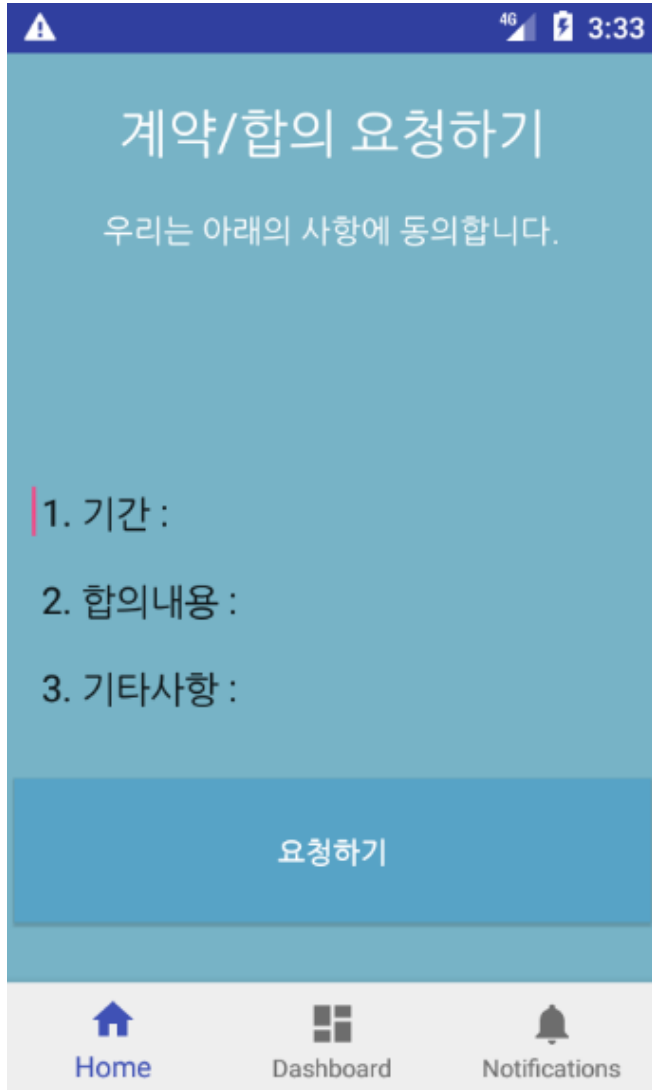 4G 3:33
계약/합의 요청하기
우리는 아래의 사항에 동의합니다.
1. 기간 :
2. 합의내용 :
3. 기타사항 :
요청하기
Home Dashboard Notifications